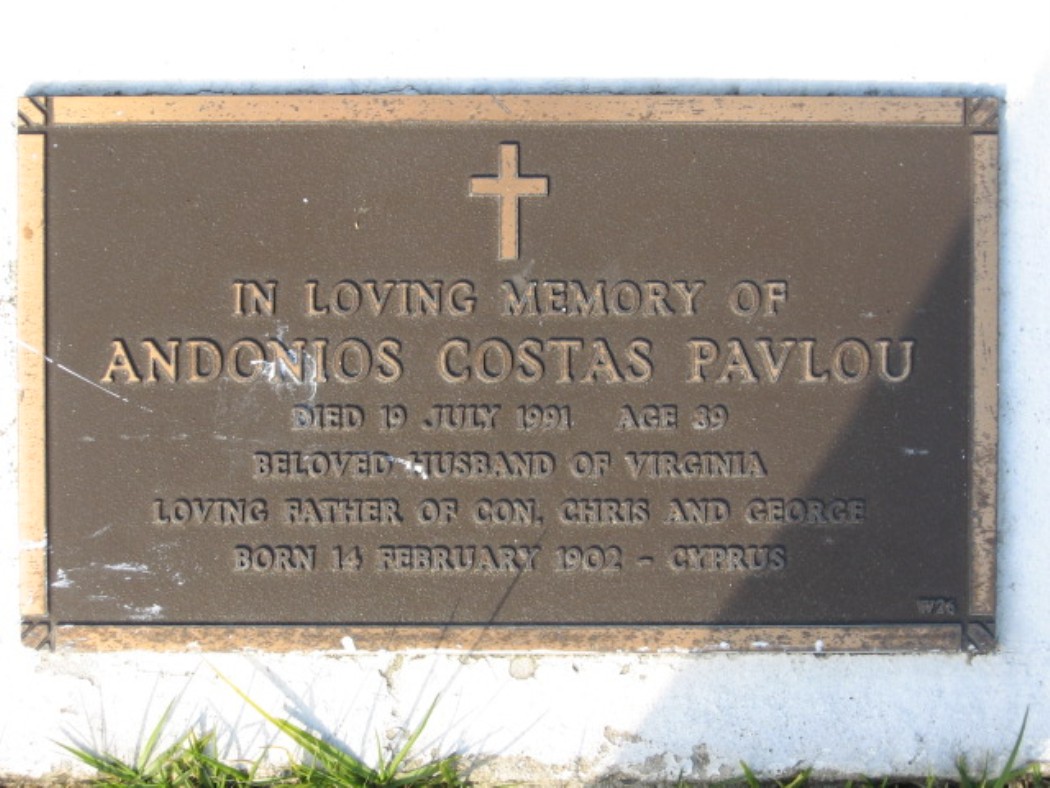 IN LOVING MEMORY OF
ANDONIOS COSTAS PAVLOU
DIED 19 JULY 1991 AGE 89
BELOVED HUSBAND OF VIRGINIA
LOVING FATHER OF CON, CHRIS AND GEORGE
BORN 14 FEBRUARY 1902 – CYPRUS
W26